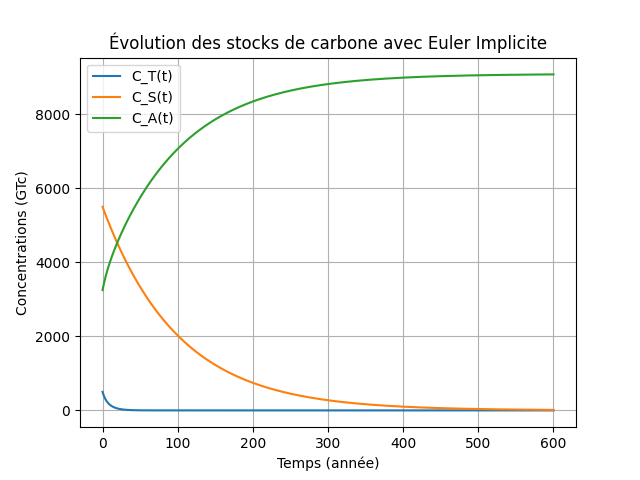 Évolution des stocks de carbone avec Euler Implicite
C_T(t)
C_S(t)
C_A(t)
8000
6000
4000
2000
0
Concentrations (GTc)
0 100 200 300 400 500 600
Temps (année)